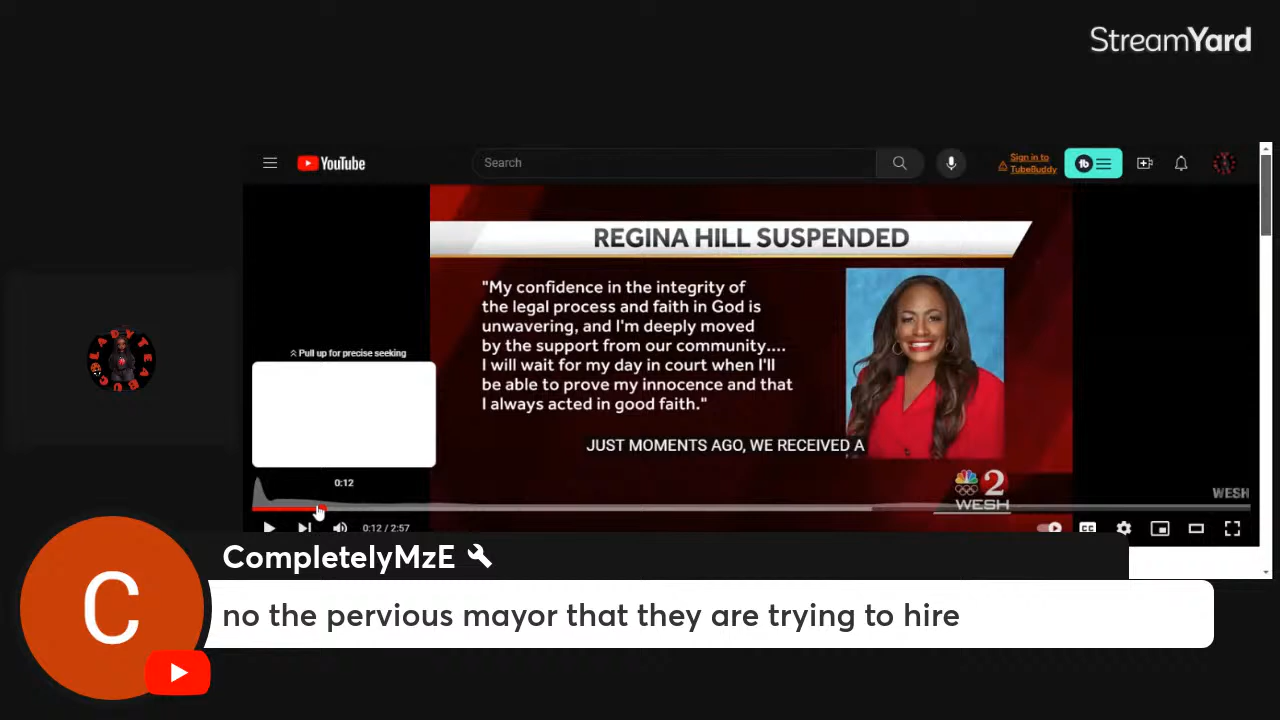 StreamYard
YouTube
Search
Sign in to
TubeBuddy
REGINA HILL SUSPENDED
"My confidence in the integrity of
the legal process and faith in God is
unwavering, and I'm deeply moved
by the support from our community....
I will wait for my day in court when I'll
be able to prove my innocence and that
I always acted in good faith."
JUST MOMENTS AGO, WE RECEIVED A
2
WESH
WESH
Pull up for precise seeking
0:12
0:12 / 2:57
CC
LADY TEABUG
CompletelyMzE
C
no the pervious mayor that they are trying to hire